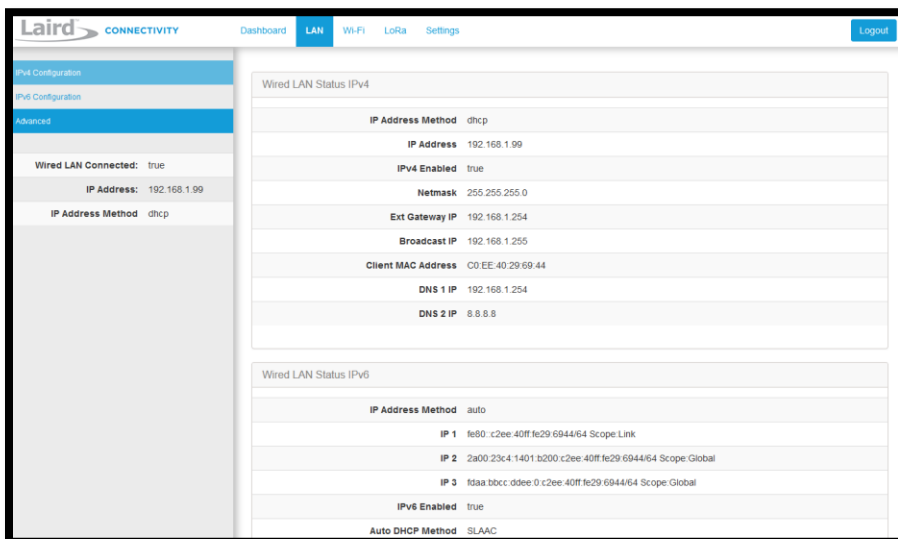 Laird CONNECTIVITY Dashboard LAN Wi-Fi LoRa Settings Logout
IPv4 Configuration
IPv6 Configuration
Advanced
Wired LAN Connected: true
IP Address: 192.168.1.99
IP Address Method dhcp
Wired LAN Status IPv4
IP Address Method dhcp
IP Address 192.168.1.99
IPv4 Enabled true
Netmask 255.255.255.0
Ext Gateway IP 192.168.1.254
Broadcast IP 192.168.1.255
Client MAC Address C0:EE:40:29:69:44
DNS 1 IP 192.168.1.254
DNS 2 IP 8.8.8.8
Wired LAN Status IPv6
IP Address Method auto
IP 1 fe80::c2ee:40ff:fe29:6944/64 Scope:Link
IP 2 2a00:23c4:1401:b200:c2ee:40ff:fe29:6944/64 Scope:Global
IP 3 fdaa:bbcc:ddee:0:c2ee:40ff:fe29:6944/64 Scope:Global
IPv6 Enabled true
Auto DHCP Method SLAAC